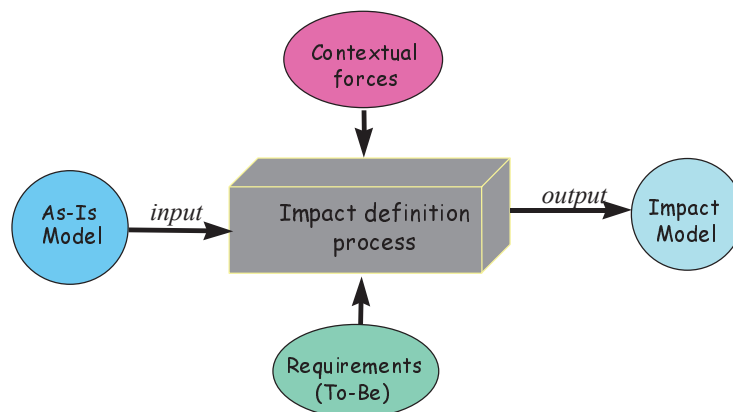 Contextual
forces
As-Is
Model
input
Impact definition
process
output
Impact
Model
Requirements
(To-Be)